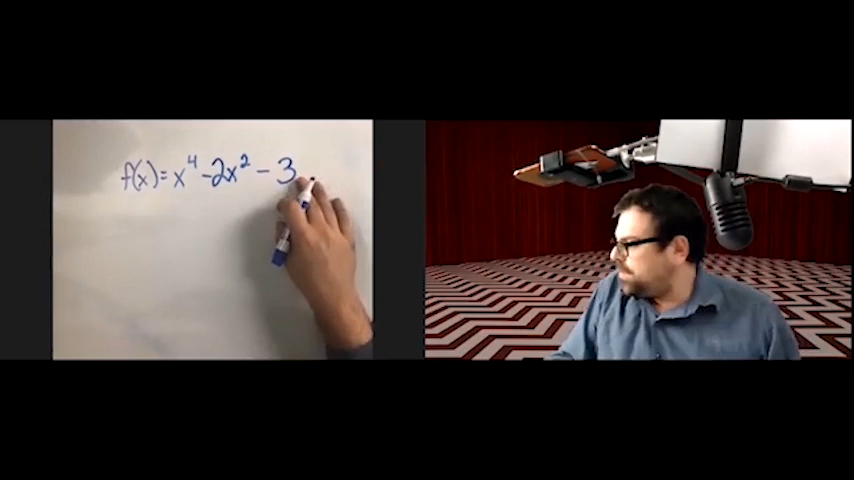 f(x) = x⁴ - 2x² - 3